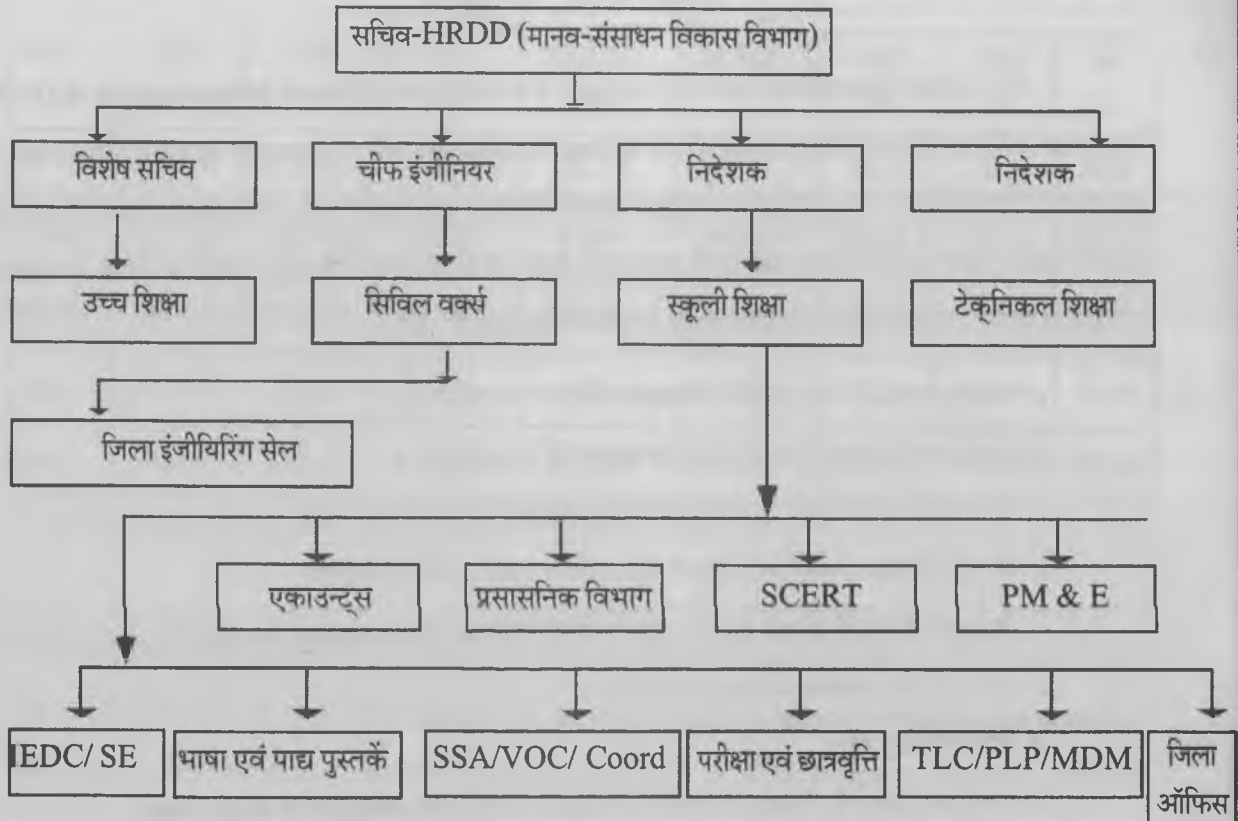 सचिव-HRDD (मानव-संसाधन विकास विभाग)
विशेष सचिव
चीफ इंजीनियर
निदेशक
निदेशक
उच्च शिक्षा
सिविल वर्क्स
स्कूली शिक्षा
टेक्निकल शिक्षा
जिला इंजीयिरिंग सेल
एकाउन्ट्स
प्रसासनिक विभाग
SCERT
PM & E
IEDC/ SE
भाषा एवं पाद्य पुस्तकें
SSA/VOC/ Coord
परीक्षा एवं छात्रवृत्ति
TLC/PLP/MDM
जिला
ऑफिस